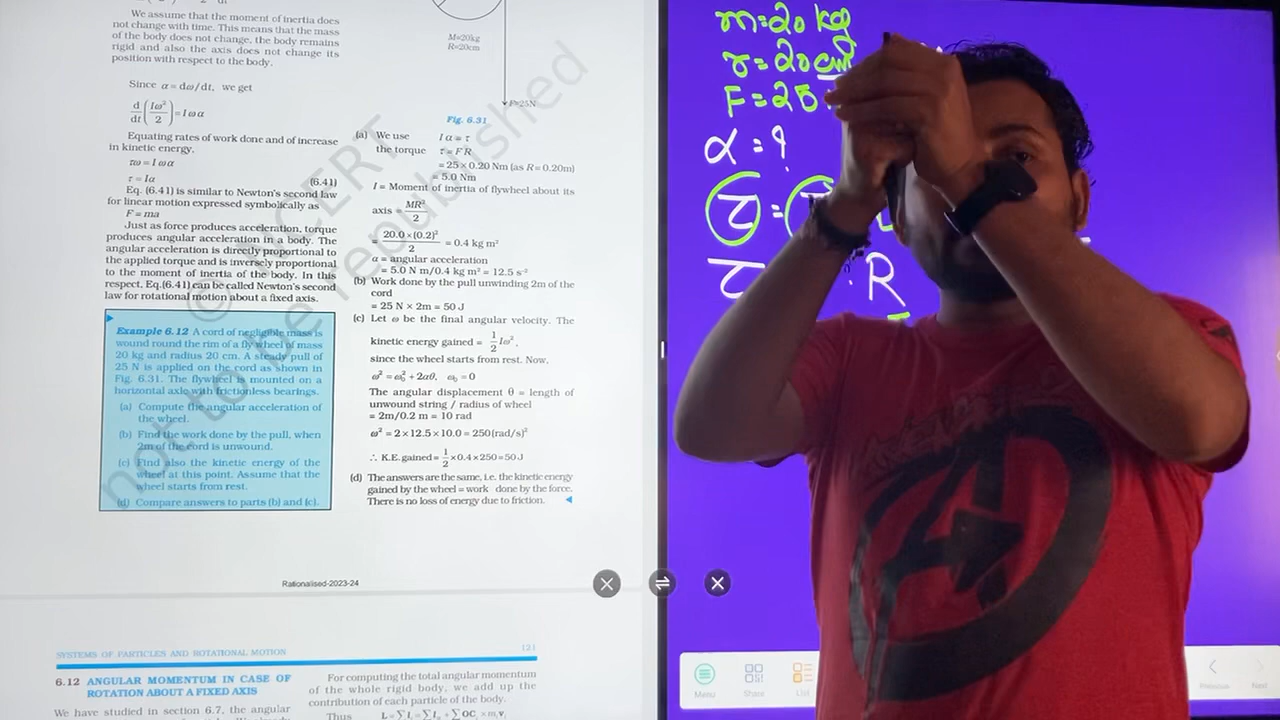 We assume that the moment of inertia does
not change with time. This means that the mass
of the body does not change, the body remains
rigid and also the axis does not change its
position with respect to the body.
Since α = dω/dt, we get
d/dt (Iω²/2) = I ω α
Equating rates of work done and of increase
in kinetic energy,
τω = I ω α
τ = Iα (6.41)
Eq. (6.41) is similar to Newton's second law
for linear motion expressed symbolically as
F = ma
Just as force produces acceleration, torque
produces angular acceleration in a body. The
angular acceleration is directly proportional to
the applied torque and is inversely proportional
to the moment of inertia of the body. In this
respect, Eq.(6.41) can be called Newton's second
law for rotational motion about a fixed axis.
Example 6.12 A cord of negligible mass is
wound round the rim of a fly wheel of mass
20 kg and radius 20 cm. A steady pull of
25 N is applied on the cord as shown in
Fig. 6.31. The flywheel is mounted on a
horizontal axle with frictionless bearings.
(a) Compute the angular acceleration of
the wheel.
(b) Find the work done by the pull, when
2m of the cord is unwound.
(c) Find also the kinetic energy of the
wheel at this point. Assume that the
wheel starts from rest.
(d) Compare answers to parts (b) and (c).
M=20kg
R=20cm
F=25N
Fig. 6.31
(a) We use I α = τ
the torque τ = F R
= 25 × 0.20 Nm (as R = 0.20m)
= 5.0 Nm
I = Moment of inertia of flywheel about its
axis = MR²/2
= 20.0 × (0.2)²/2 = 0.4 kg m²
α = angular acceleration
= 5.0 N m/0.4 kg m² = 12.5 s⁻²
(b) Work done by the pull unwinding 2m of the
cord
= 25 N × 2m = 50 J
(c) Let ω be the final angular velocity. The
kinetic energy gained = 1/2 Iω²,
since the wheel starts from rest. Now,
ω² = ω₀² + 2αθ, ω₀ = 0
The angular displacement θ = length of
unwound string / radius of wheel
= 2m/0.2 m = 10 rad
ω² = 2 × 12.5 × 10.0 = 250 (rad/s)²
∴ K.E. gained = 1/2 × 0.4 × 250 = 50 J
(d) The answers are the same, i.e. the kinetic energy
gained by the wheel = work done by the force.
There is no loss of energy due to friction.
© NCERT
not to be republished
Rationalised-2023-24
SYSTEMS OF PARTICLES AND ROTATIONAL MOTION 121
6.12 ANGULAR MOMENTUM IN CASE OF
ROTATION ABOUT A FIXED AXIS
We have studied in section 6.7, the angular
For computing the total angular momentum
of the whole rigid body, we add up the
contribution of each particle of the body.
Thus
m=20 kg
r=20cm
F=25
α=?
τ=
τ R
A
Menu
Share
List
Previous
Next